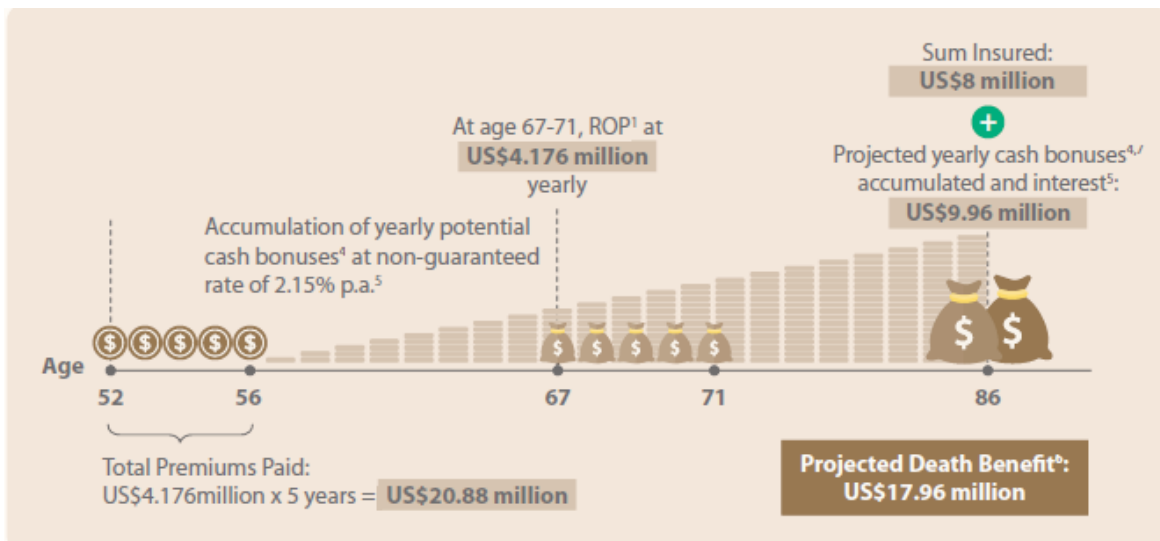 Sum Insured:
US$8 million
+
Projected yearly cash bonuses⁴,⁷
accumulated and interest⁵:
US$9.96 million
At age 67-71, ROP¹ at
US$4.176 million
yearly
Accumulation of yearly potential
cash bonuses⁴ at non-guaranteed
rate of 2.15% p.a.⁵
$ $ $ $ $
$ $ $ $ $
$ $
Age
52 56 67 71 86
Total Premiums Paid:
US$4.176million x 5 years = US$20.88 million
Projected Death Benefit⁶:
US$17.96 million